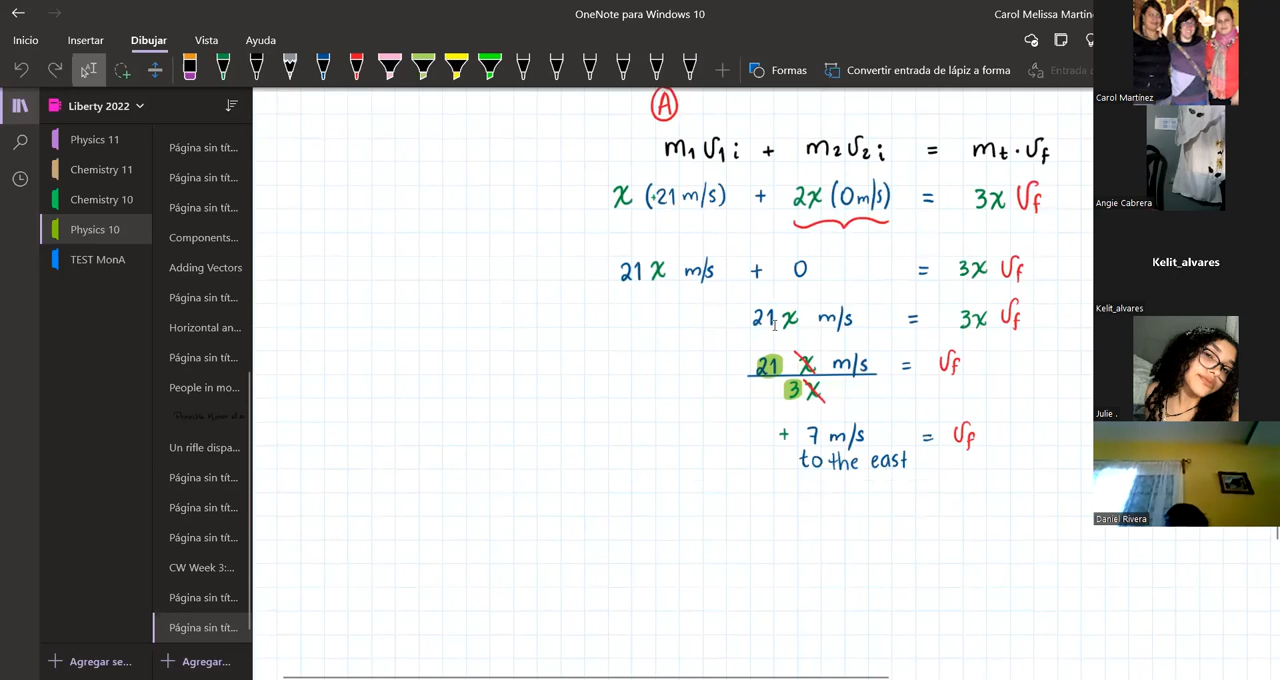 OneNote para Windows 10
Carol Melissa Martine
Inicio Insertar Dibujar Vista Ayuda
Formas Convertir entrada de lápiz a forma Entrada
Liberty 2022
Physics 11
Chemistry 11
Chemistry 10
Physics 10
TEST MonA
Página sin tít...
Página sin tít...
Página sin tít...
Components...
Adding Vectors
Página sin tít...
Horizontal an...
Página sin tít...
People in mo...
Un rifle dispa...
Página sin tít...
Página sin tít...
Página sin tít...
CW Week 3:...
Página sin tít...
Página sin tít...
Agregar se... Agregar...
A
m₁ v₁i + m₂ v₂i = mt · vf
x (+21 m/s) + 2x (0 m/s) = 3x vf
21 x m/s + 0 = 3x vf
21 x m/s = 3x vf
21 x m/s = vf
3 x
+ 7 m/s = vf
to the east
Carol Martínez
Angie Cabrera
Kelit_alvares
Kelit_alvares
Julie .
Daniel Rivera